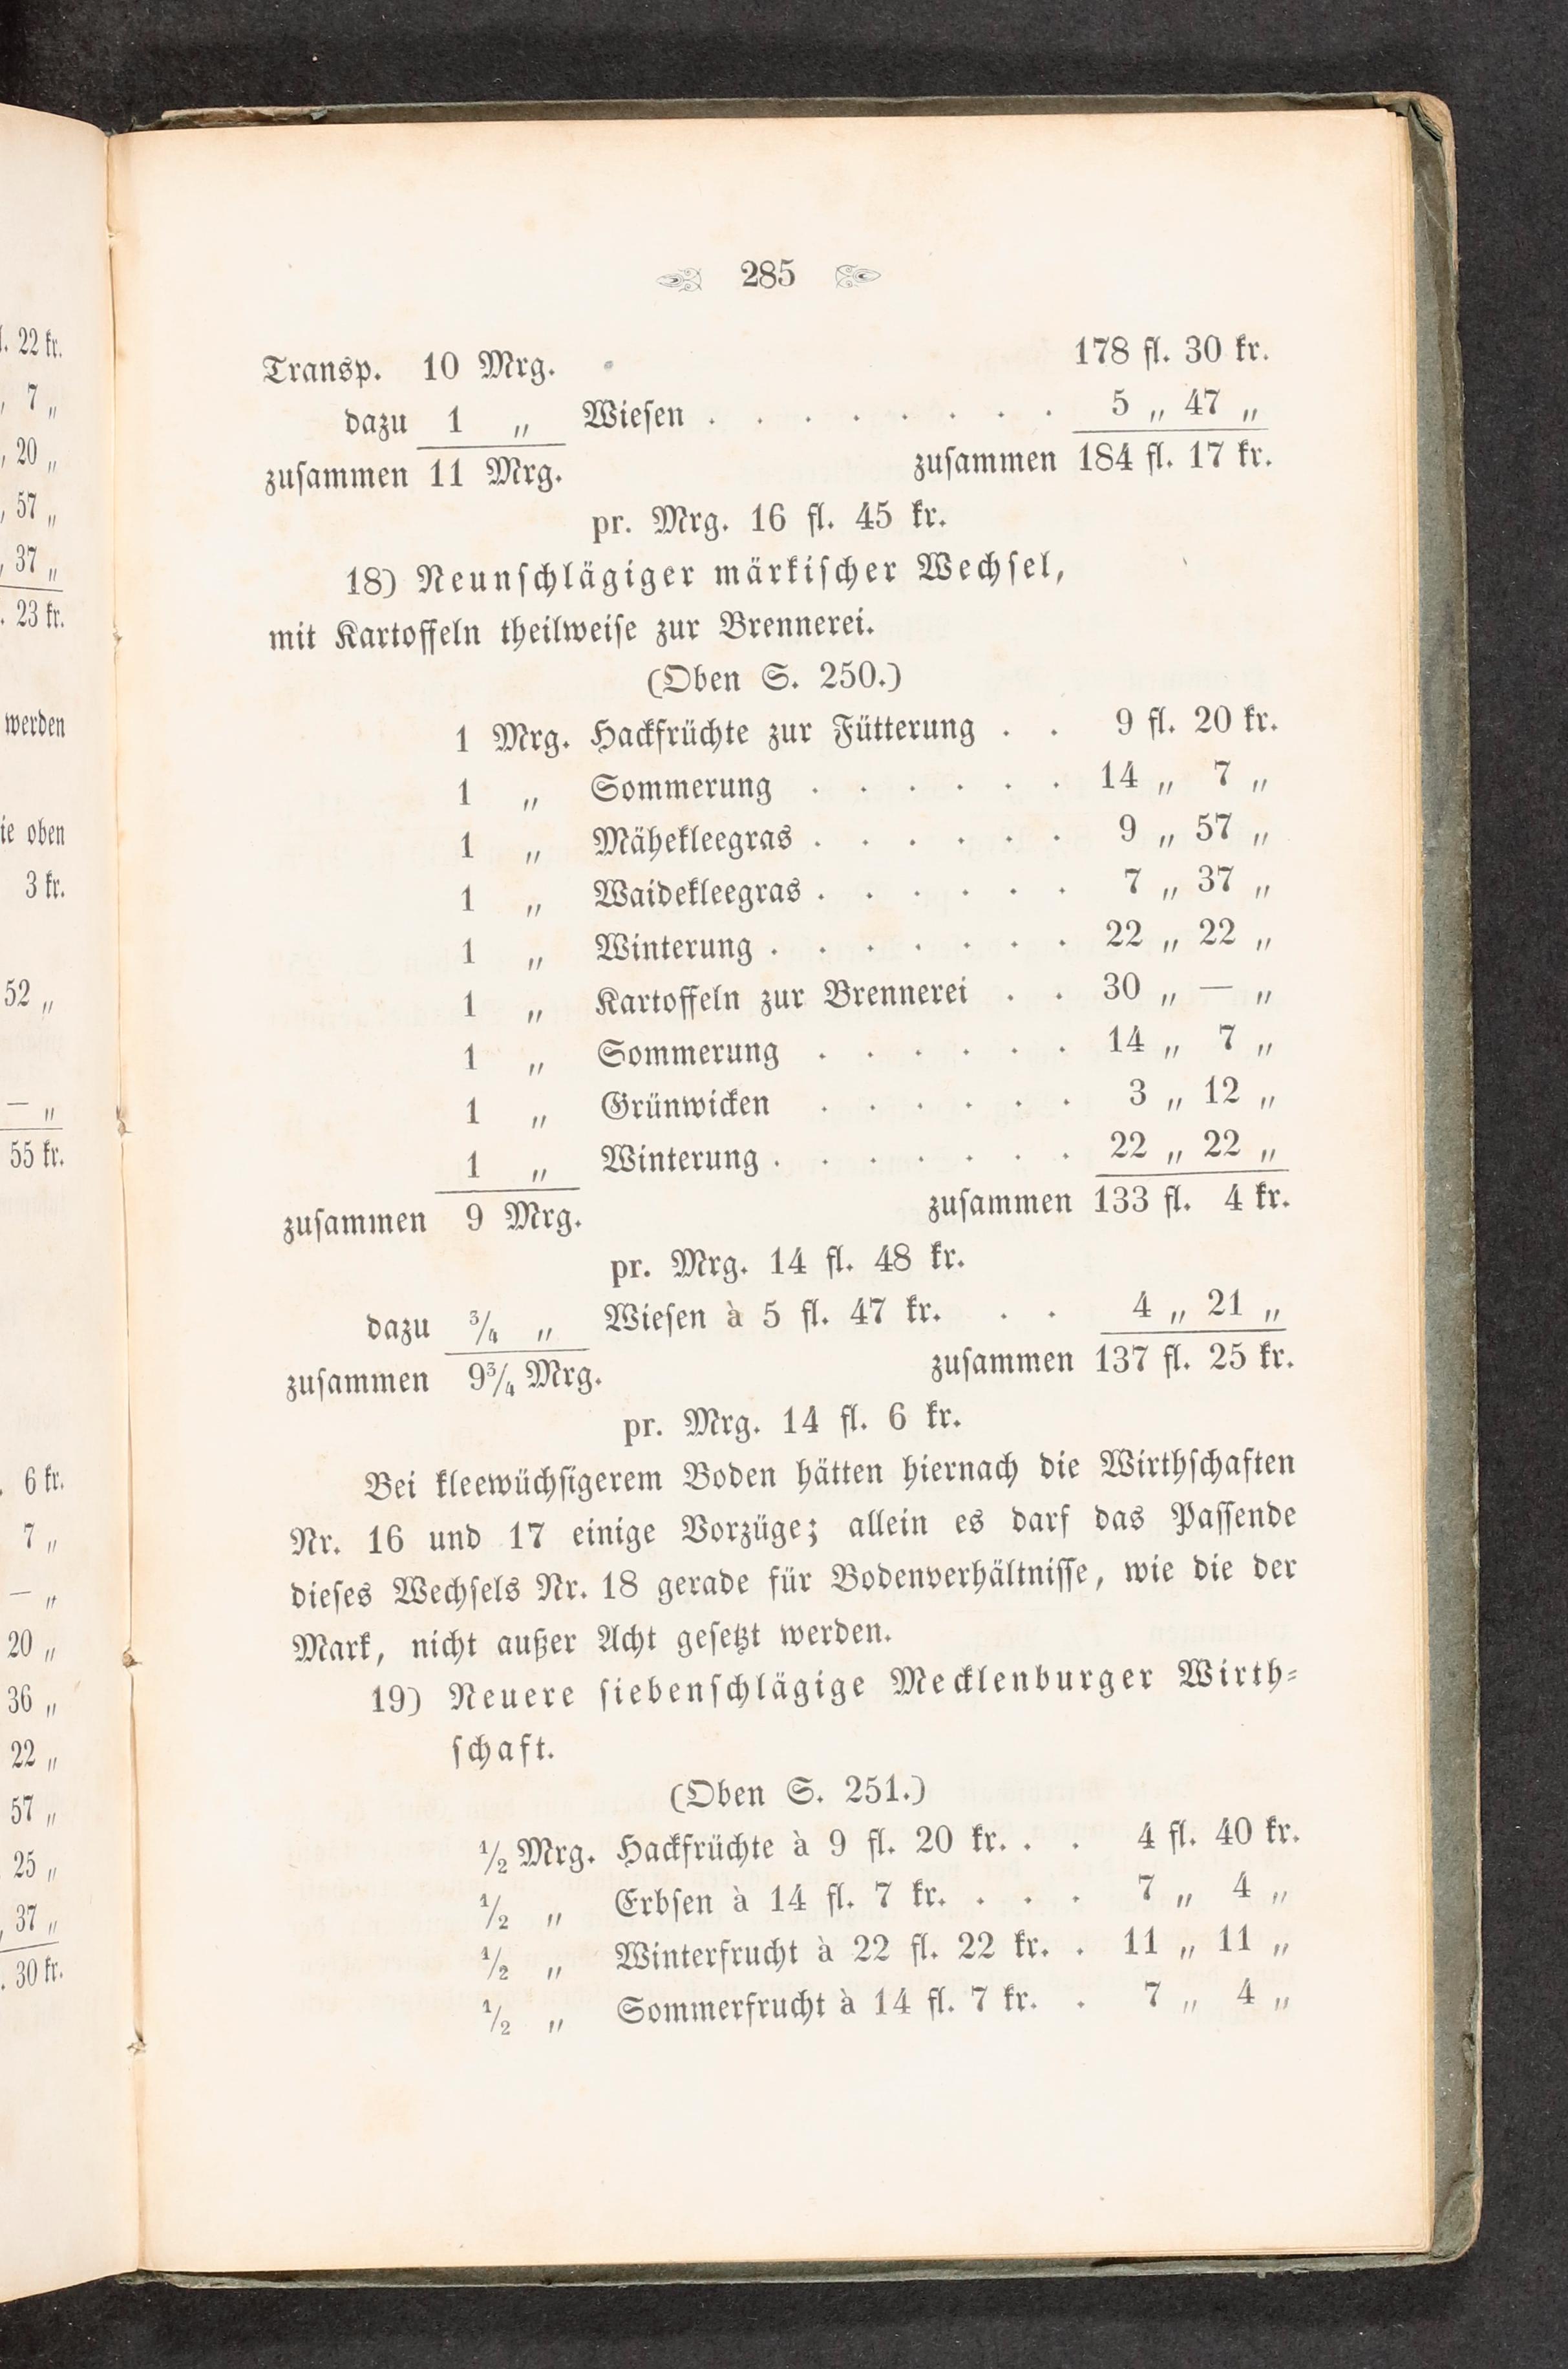 285
Transp. 10 Mrg. 178 fl. 30 kr.
dazu 1 „ Wiesen . . . . . . . . 5 „ 47 „
zusammen 11 Mrg. zusammen 184 fl. 17 kr.
pr. Mrg. 16 fl. 45 kr.
18) Neunschlägiger märkischer Wechsel,
mit Kartoffeln theilweise zur Brennerei.
(Oben S. 250.)
1 Mrg. Hackfrüchte zur Fütterung . . 9 fl. 20 kr.
1 „ Sommerung . . . . . . 14 „ 7 „
1 „ Mähekleegras . . . . . . 9 „ 57 „
1 „ Waidekleegras . . . . . . 7 „ 37 „
1 „ Winterung . . . . . . . 22 „ 22 „
1 „ Kartoffeln zur Brennerei . . 30 „ — „
1 „ Sommerung . . . . . . 14 „ 7 „
1 „ Grünwicken . . . . . . 3 „ 12 „
1 „ Winterung . . . . . . . 22 „ 22 „
zusammen 9 Mrg. zusammen 133 fl. 4 kr.
pr. Mrg. 14 fl. 48 kr.
dazu 3/4 „ Wiesen à 5 fl. 47 kr. . . 4 „ 21 „
zusammen 9 3/4 Mrg. zusammen 137 fl. 25 kr.
pr. Mrg. 14 fl. 6 kr.
Bei kleewüchsigerem Boden hätten hiernach die Wirthschaften
Nr. 16 und 17 einige Vorzüge; allein es darf das Passende
dieses Wechsels Nr. 18 gerade für Bodenverhältnisse, wie die der
Mark, nicht außer Acht gesetzt werden.
19) Neuere siebenschlägige Mecklenburger Wirth-
schaft.
(Oben S. 251.)
1/2 Mrg. Hackfrüchte à 9 fl. 20 kr. . . 4 fl. 40 kr.
1/2 „ Erbsen à 14 fl. 7 kr. . . . 7 „ 4 „
1/2 „ Winterfrucht à 22 fl. 22 kr. . 11 „ 11 „
1/2 „ Sommerfrucht à 14 fl. 7 kr. . 7 „ 4 „